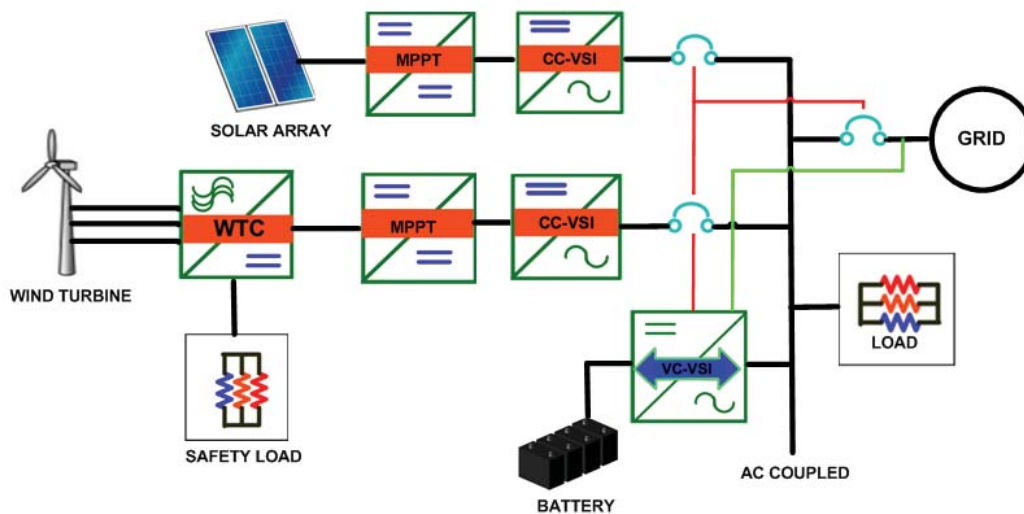 MPPT
CC-VSI
SOLAR ARRAY
GRID
WTC
MPPT
CC-VSI
WIND TURBINE
LOAD
VC-VSI
SAFETY LOAD
AC COUPLED
BATTERY